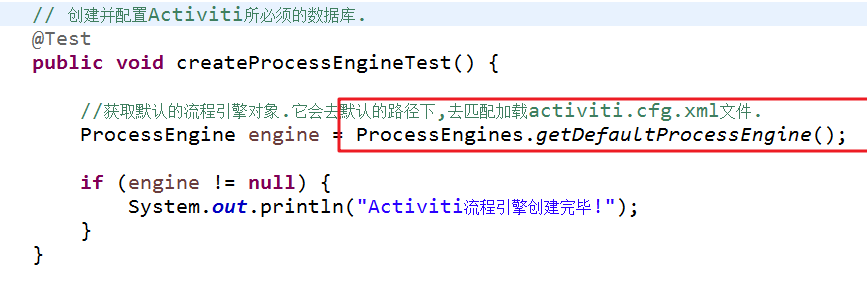 // 创建并配置Activiti所必须的数据库.
@Test
public void createProcessEngineTest() {
//获取默认的流程引擎对象.它会去默认的路径下,去匹配加载activiti.cfg.xml文件.
ProcessEngine engine = ProcessEngines.getDefaultProcessEngine();
if (engine != null) {
System.out.println("Activiti流程引擎创建完毕!");
}
}